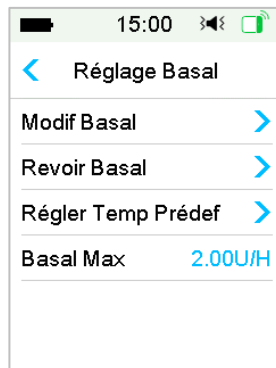 15:00
Réglage Basal
Modif Basal
Revoir Basal
Régler Temp Prédef
Basal Max 2.00U/H